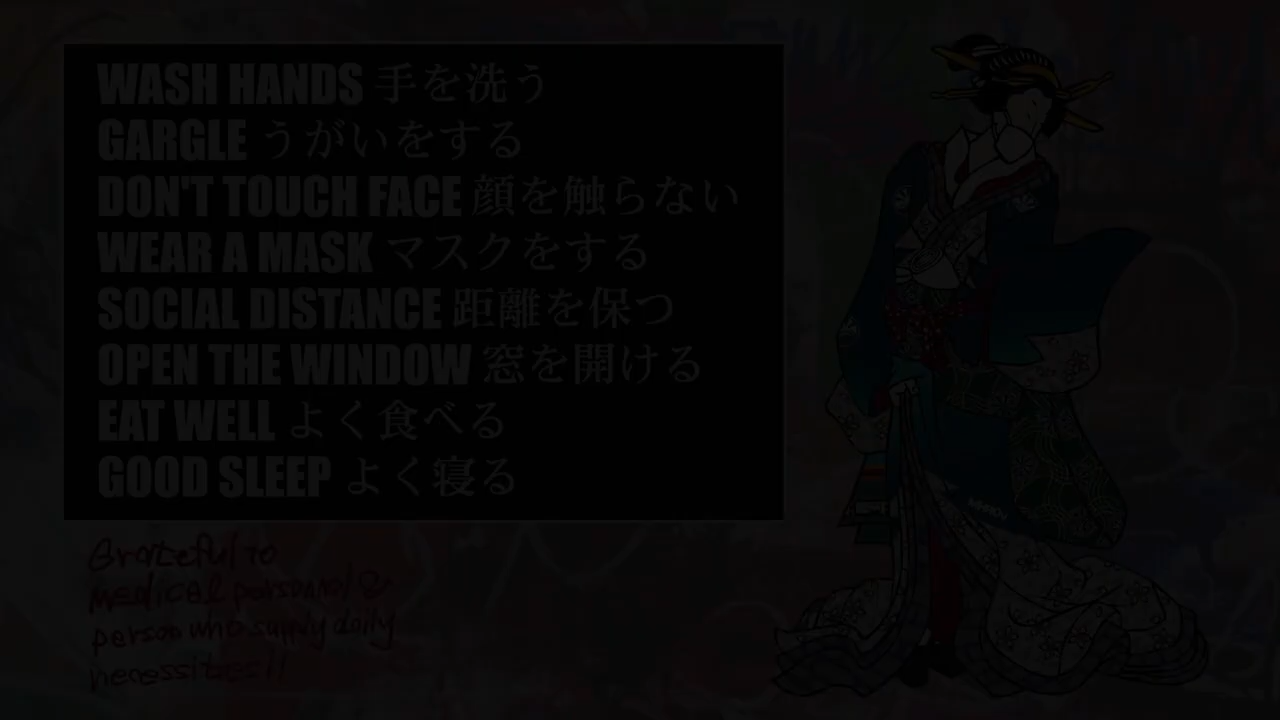 WASH HANDS 手を洗う
GARGLE うがいをする
DON'T TOUCH FACE 顔を触らない
WEAR A MASK マスクをする
SOCIAL DISTANCE 距離を保つ
OPEN THE WINDOW 窓を開ける
EAT WELL よく食べる
GOOD SLEEP よく寝る
Grateful to
medical personal &
person who supply daily
necessities!!